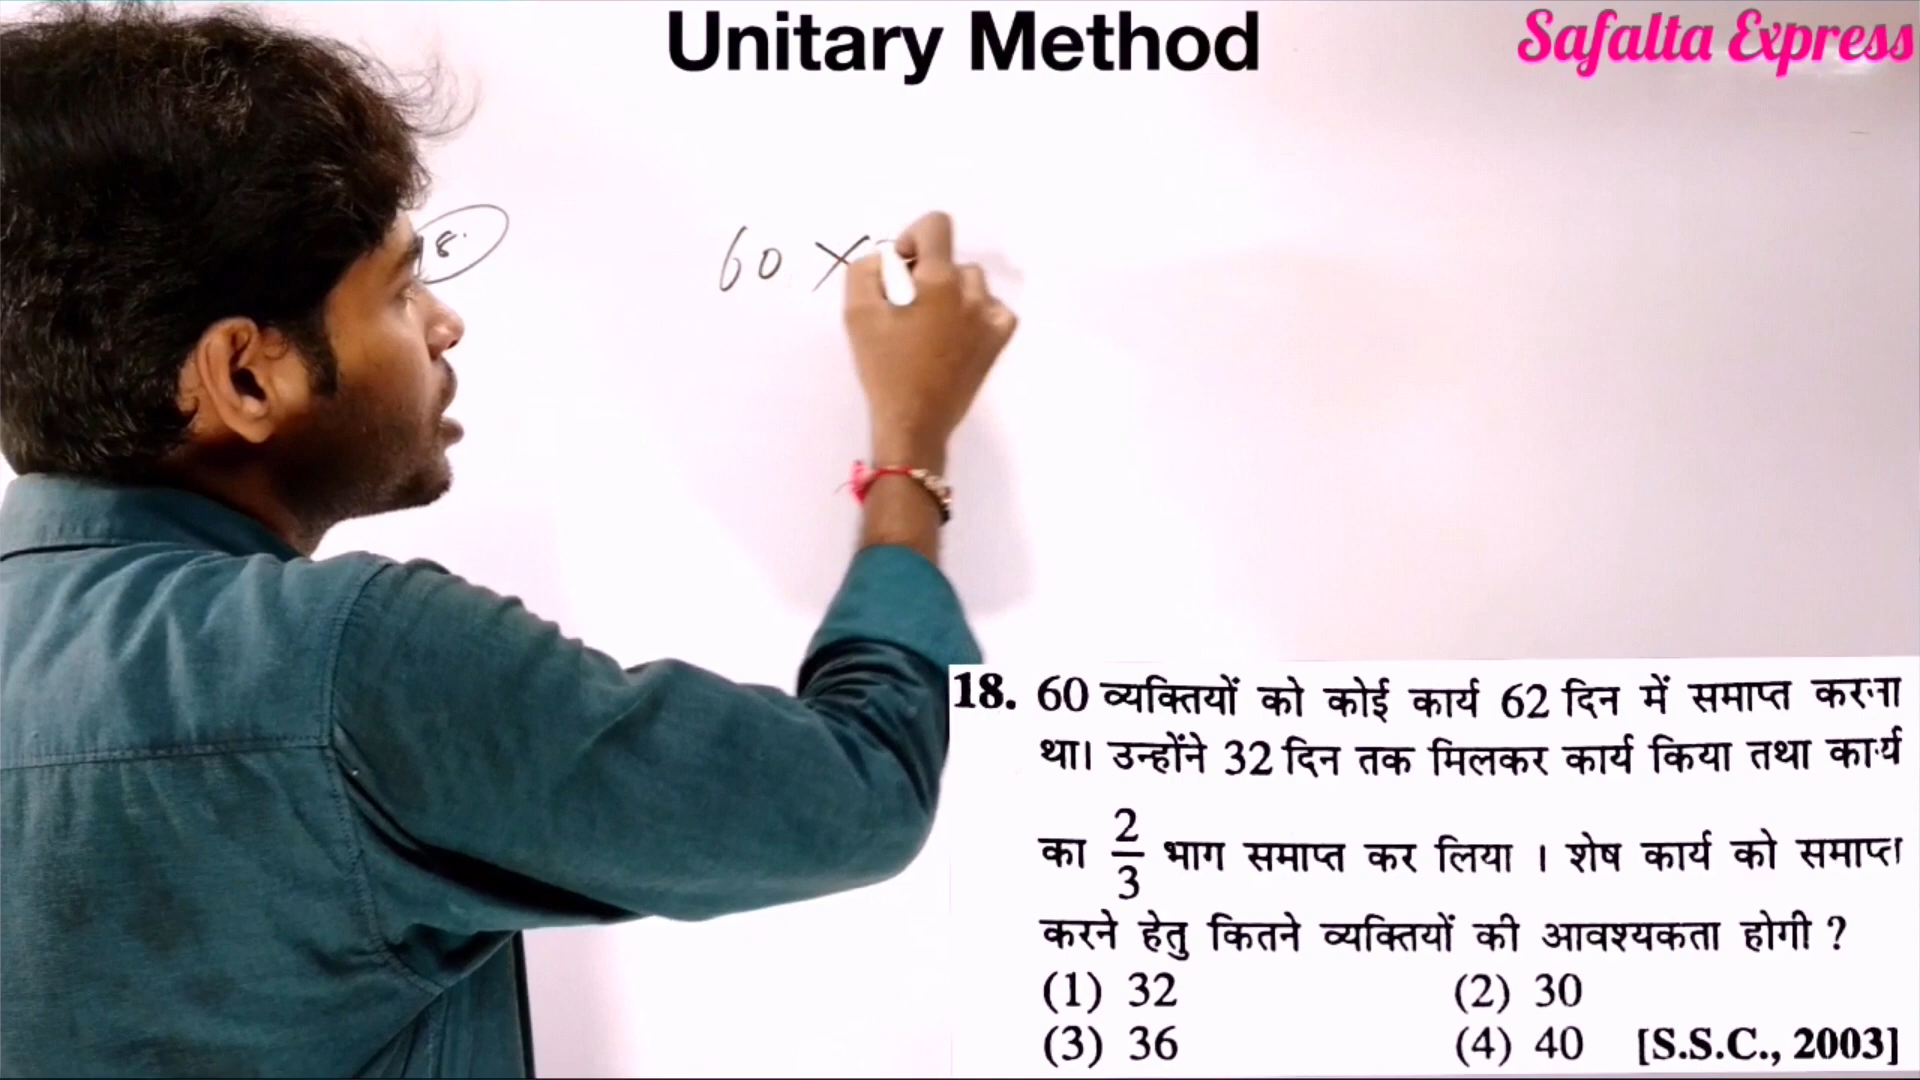 Unitary Method
Safalta Express
18.
60 ×
18. 60 व्यक्तियों को कोई कार्य 62 दिन में समाप्त करना
था। उन्होंने 32 दिन तक मिलकर कार्य किया तथा कार्य
का 2/3 भाग समाप्त कर लिया । शेष कार्य को समाप्त
करने हेतु कितने व्यक्तियों की आवश्यकता होगी ?
(1) 32 (2) 30
(3) 36 (4) 40 [S.S.C., 2003]